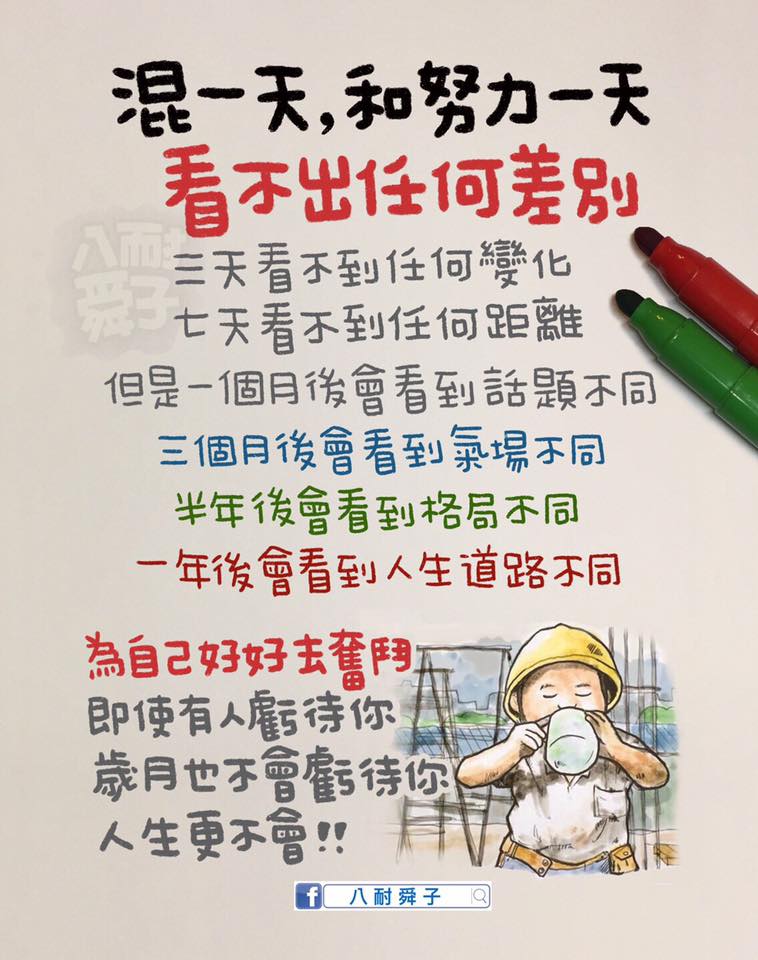 混一天,和努力一天
看不出任何差別
八耐
舜子
三天看不到任何變化
七天看不到任何距離
但是一個月後會看到話題不同
三個月後會看到氣場不同
半年後會看到格局不同
一年後會看到人生道路不同
為自己好好去奮鬥
即使有人虧待你
歲月也不會虧待你
人生更不會!!
f 八耐舜子